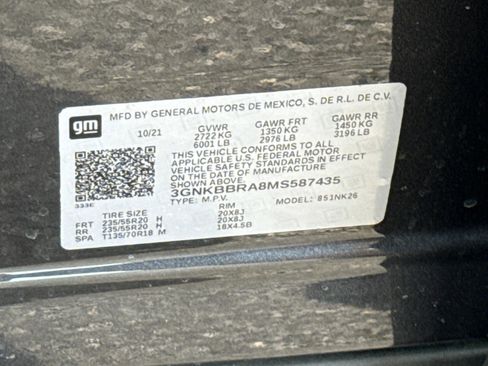 gm
MFD BY GENERAL MOTORS DE MEXICO, S. DE R.L. DE C.V.
10/21 GVWR GAWR FRT GAWR RR
2722 KG 1350 KG 1450 KG
6001 LB 2976 LB 3196 LB
THIS VEHICLE CONFORMS TO ALL
APPLICABLE U.S. FEDERAL MOTOR
VEHICLE SAFETY STANDARDS IN EFFECT
ON THE DATE OF MANUFACTURE
SHOWN ABOVE.
3GNKBBRA8MS587435
333E TYPE: M.P.V. MODEL: 851NK26
TIRE SIZE RIM
FRT 235/55R20 H 20X8J
RR 235/55R20 H 20X8J
SPA T135/70R18 M 18X4.5B